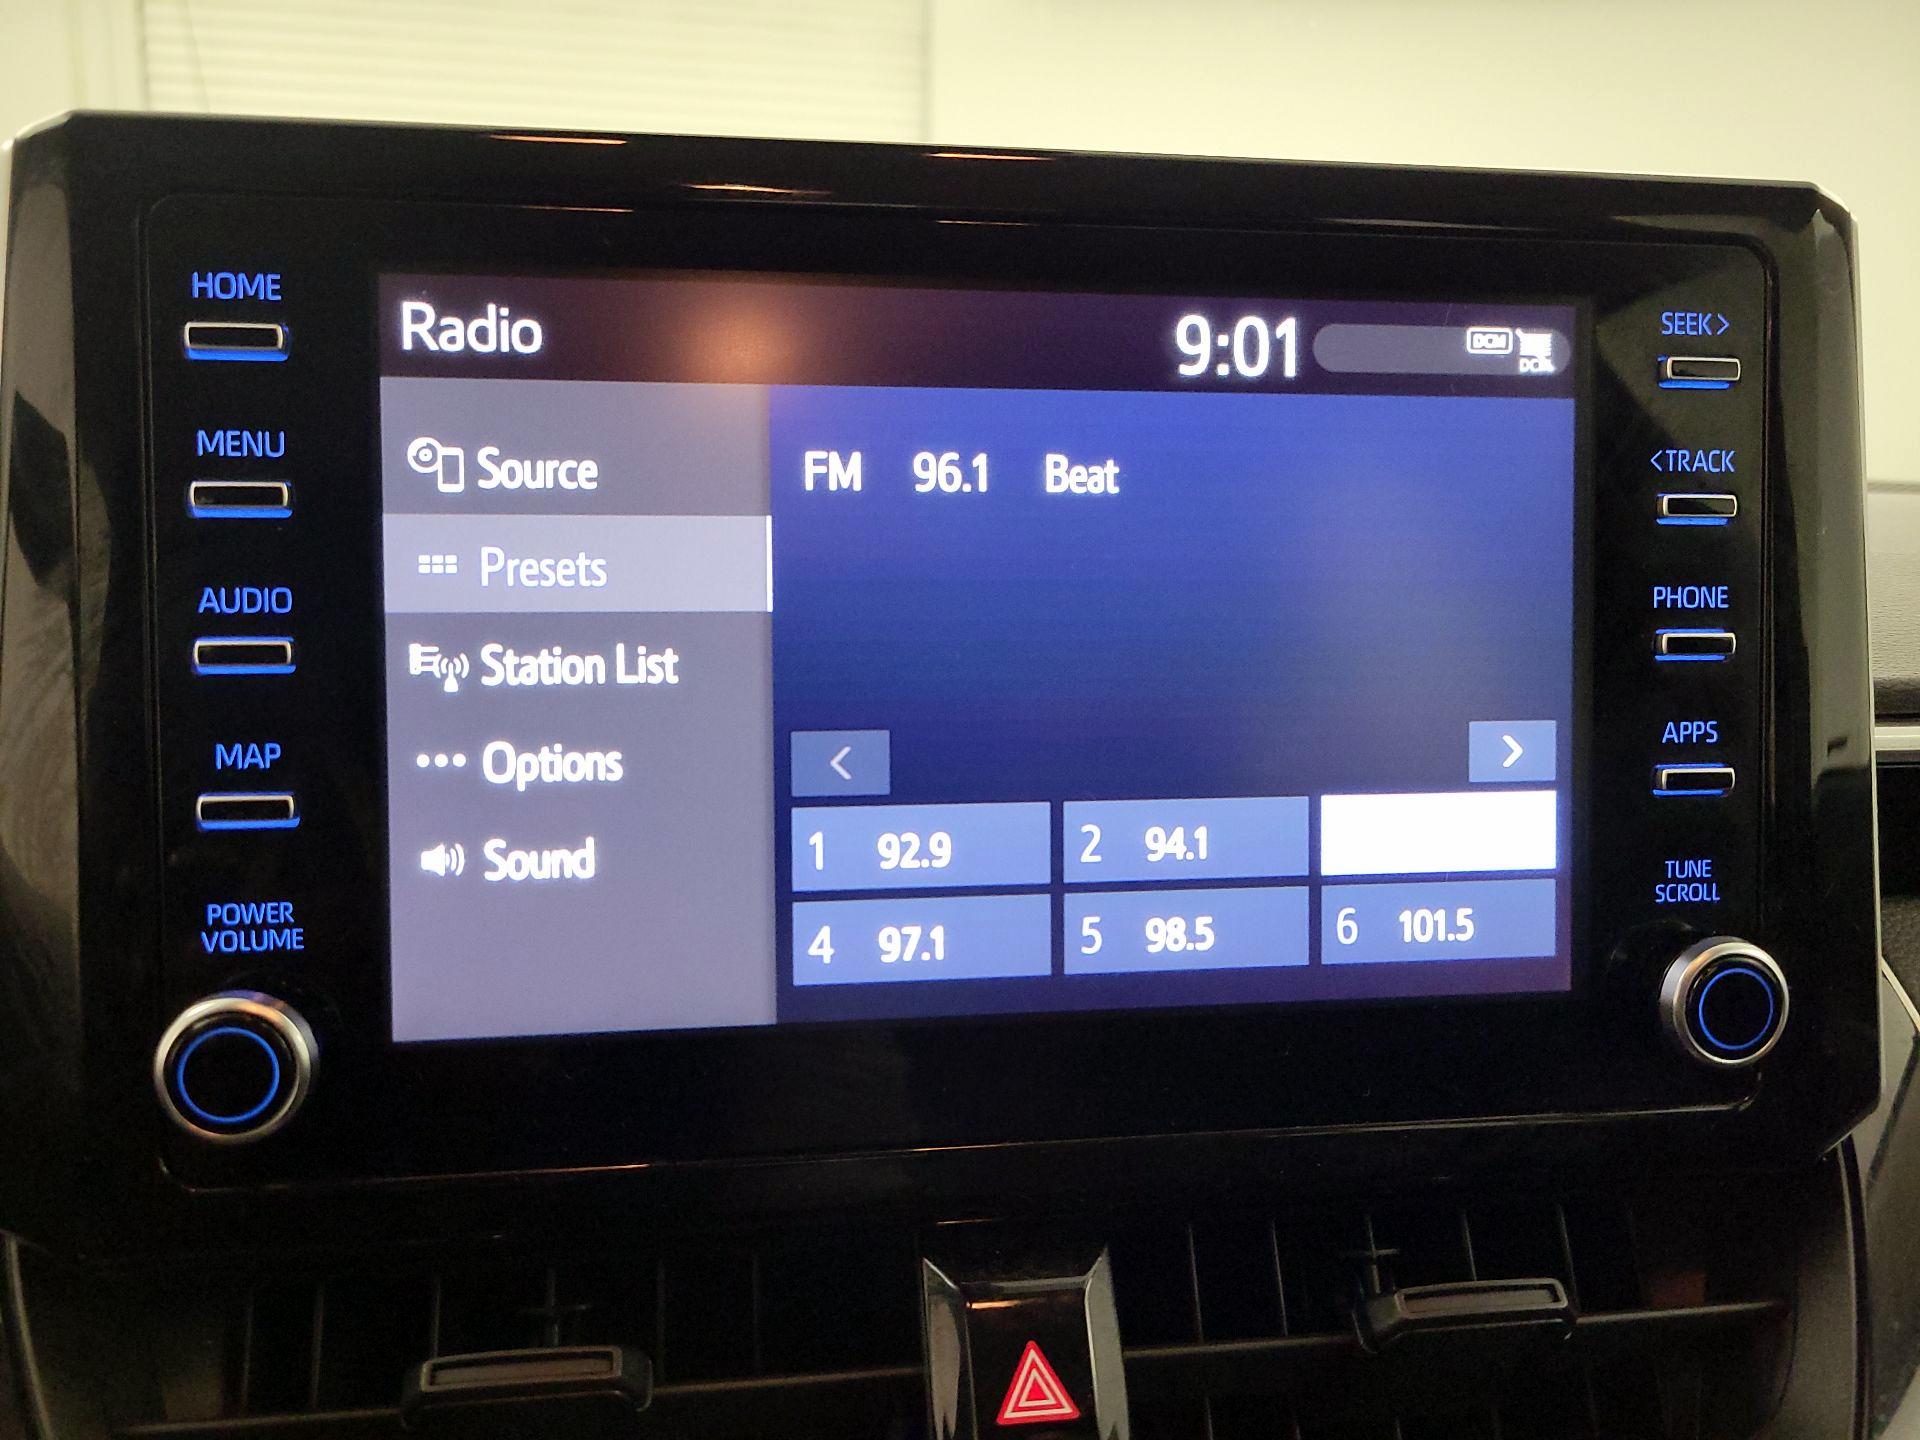 HOME
MENU
AUDIO
MAP
POWER
VOLUME
Radio
9:01
DCM
DCM
Source
Presets
Station List
Options
Sound
FM 96.1 Beat
< >
1 92.9 2 94.1
4 97.1 5 98.5 6 101.5
SEEK>
<TRACK
PHONE
APPS
TUNE
SCROLL